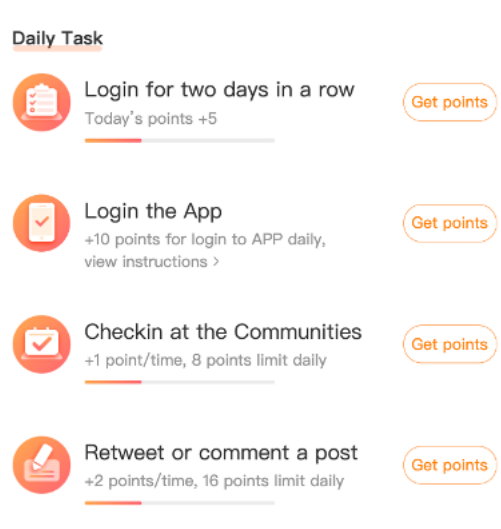 Daily Task
Login for two days in a row
Today's points +5
Get points
Login the App
+10 points for login to APP daily,
view instructions >
Get points
Checkin at the Communities
+1 point/time, 8 points limit daily
Get points
Retweet or comment a post
+2 points/time, 16 points limit daily
Get points